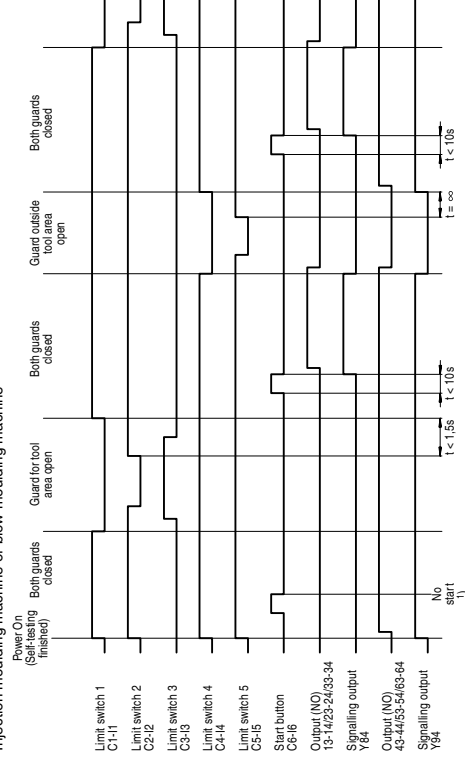 Injection moulding machine or blow moulding machine
Power On
(Self-testing
finished)
Both guards
closed
Guard for tool
area open
Both guards
closed
Guard outside
tool area
open
Both guards
closed
Limit switch 1
C1-I1
Limit switch 2
C2-I2
Limit switch 3
C3-I3
Limit switch 4
C4-I4
Limit switch 5
C5-I5
Start button
C6-I6
Output (NO)
13-14/23-24/33-34
Signalling output
Y84
Output (NO)
43-44/53-54/63-64
Signalling output
Y94
No
start
1)
t < 1,5s
t < 10s
t = ∞
t < 10s